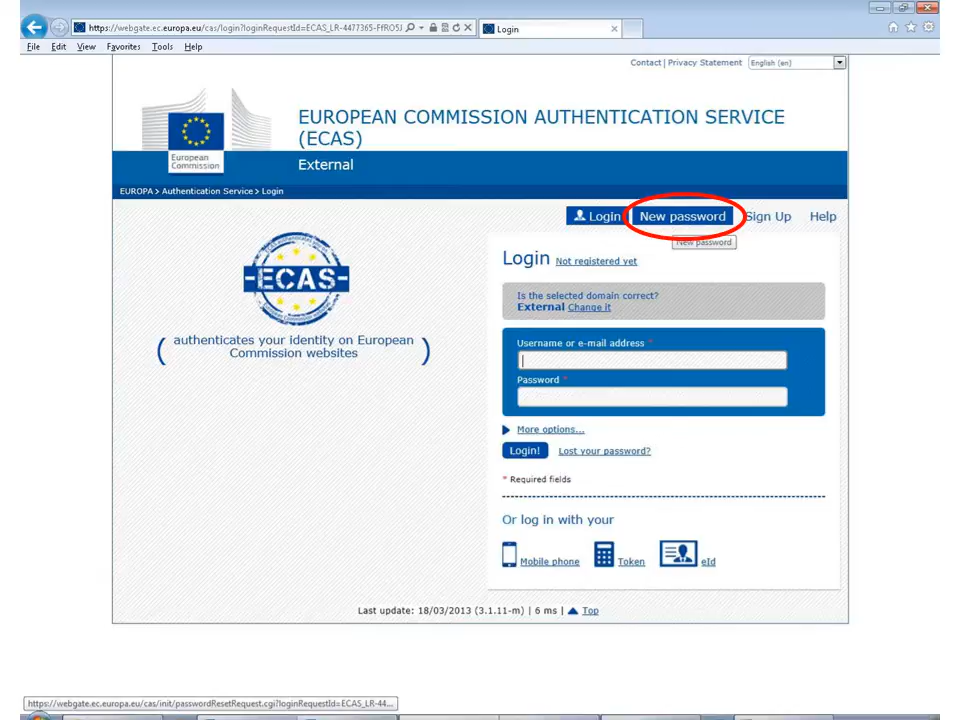 https://webgate.ec.europa.eu/cas/login?loginRequestId=ECAS_LR-4477365-FfROSJ
Login
File Edit View Favorites Tools Help
Contact | Privacy Statement English (en)
EUROPEAN COMMISSION AUTHENTICATION SERVICE
(ECAS)
European
Commission
External
EUROPA > Authentication Service > Login
Login New password Sign Up Help
New password
Login Not registered yet
ECAS
Is the selected domain correct?
External Change it
authenticates your identity on European
Commission websites
Username or e-mail address *
Password *
More options...
Login! Lost your password?
* Required fields
Or log in with your
Mobile phone Token eId
Last update: 18/03/2013 (3.1.11-m) | 6 ms | Top
https://webgate.ec.europa.eu/cas/init/passwordResetRequest.cgi?loginRequestId=ECAS_LR-44...